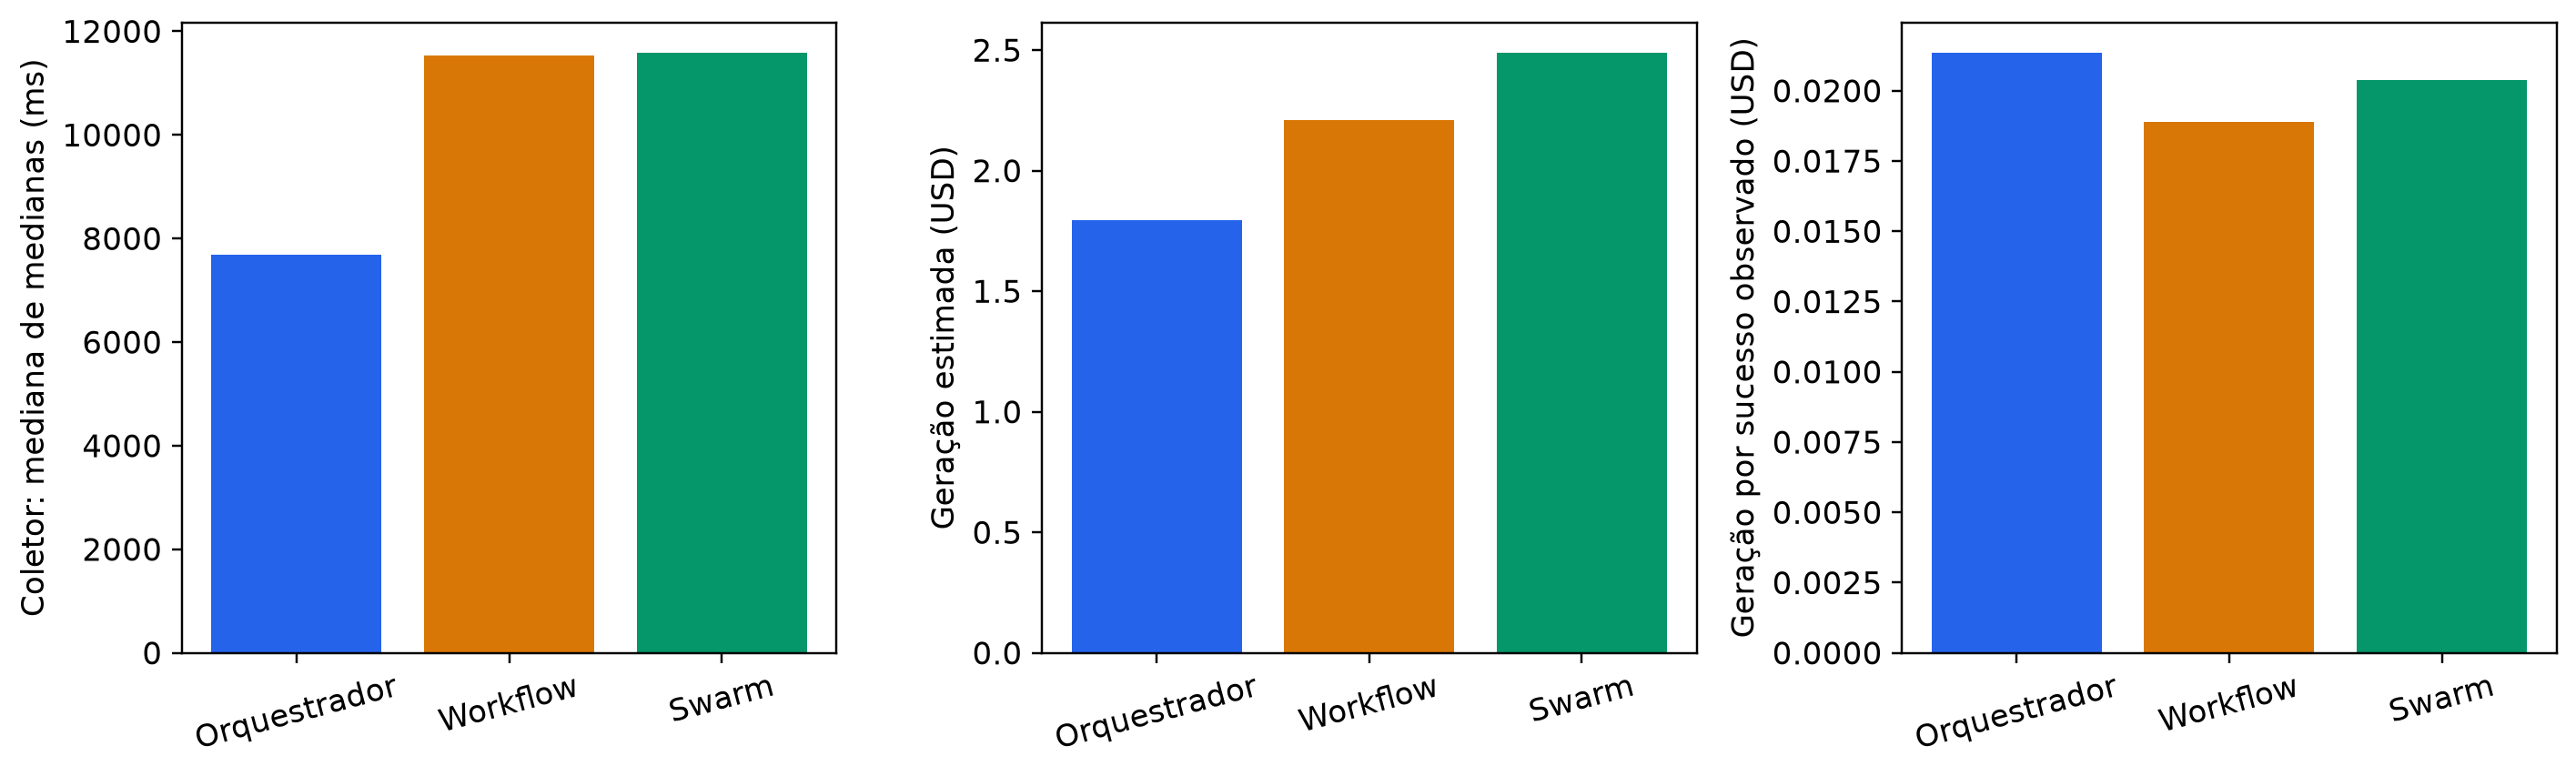 Coletor: mediana de medianas (ms)
12000
10000
8000
6000
4000
2000
0
Orquestrador
Workflow
Swarm
Geração estimada (USD)
2.5
2.0
1.5
1.0
0.5
0.0
Orquestrador
Workflow
Swarm
Geração por sucesso observado (USD)
0.0200
0.0175
0.0150
0.0125
0.0100
0.0075
0.0050
0.0025
0.0000
Orquestrador
Workflow
Swarm